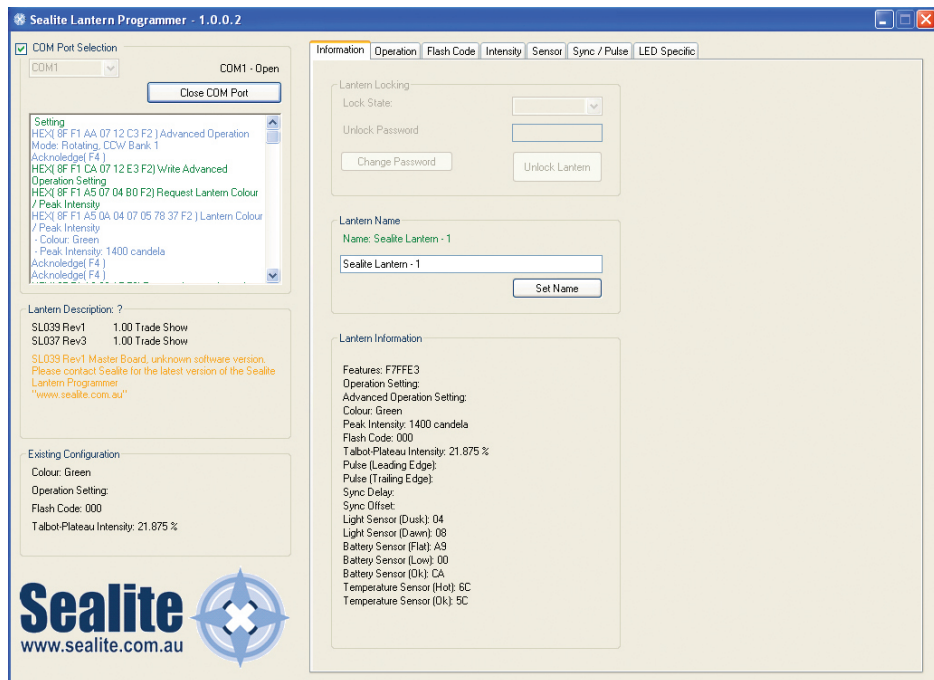 Sealite Lantern Programmer - 1.0.0.2
COM Port Selection
COM1
COM1 - Open
Close COM Port
Setting
HEX( 8F F1 AA 07 12 C3 F2 ) Advanced Operation
Mode: Rotating, CCW Bank 1
Acknoledge( F4 )
HEX( 8F F1 CA 07 12 E3 F2) Write Advanced
Operation Setting
HEX( 8F F1 A5 07 04 B0 F2) Request Lantern Colour
/ Peak Intensity
HEX( 8F F1 A5 0A 04 07 05 78 37 F2 ) Lantern Colour
/ Peak Intensity
- Colour: Green
- Peak Intensity: 1400 candela
Acknoledge( F4 )
Acknoledge( F4 )
Lantern Description: ?
SL039 Rev1 1.00 Trade Show
SL037 Rev3 1.00 Trade Show
SL039 Rev1 Master Board, unknown software version.
Please contact Sealite for the latest version of the Sealite
Lantern Programmer
"www.sealite.com.au"
Existing Configuration
Colour: Green
Operation Setting:
Flash Code: 000
Talbot-Plateau Intensity: 21.875 %
Sealite
www.sealite.com.au
Information Operation Flash Code Intensity Sensor Sync / Pulse LED Specific
Lantern Locking
Lock State:
Unlock Password
Change Password
Unlock Lantern
Lantern Name
Name: Sealite Lantern - 1
Sealite Lantern - 1
Set Name
Lantern Information
Features: F7FFE3
Operation Setting:
Advanced Operation Setting:
Colour: Green
Peak Intensity: 1400 candela
Flash Code: 000
Talbot-Plateau Intensity: 21.875 %
Pulse (Leading Edge):
Pulse (Trailing Edge):
Sync Delay:
Sync Offset:
Light Sensor (Dusk): 04
Light Sensor (Dawn): 08
Battery Sensor (Flat): A9
Battery Sensor (Low): 00
Battery Sensor (Ok): CA
Temperature Sensor (Hot): 6C
Temperature Sensor (Ok): 5C